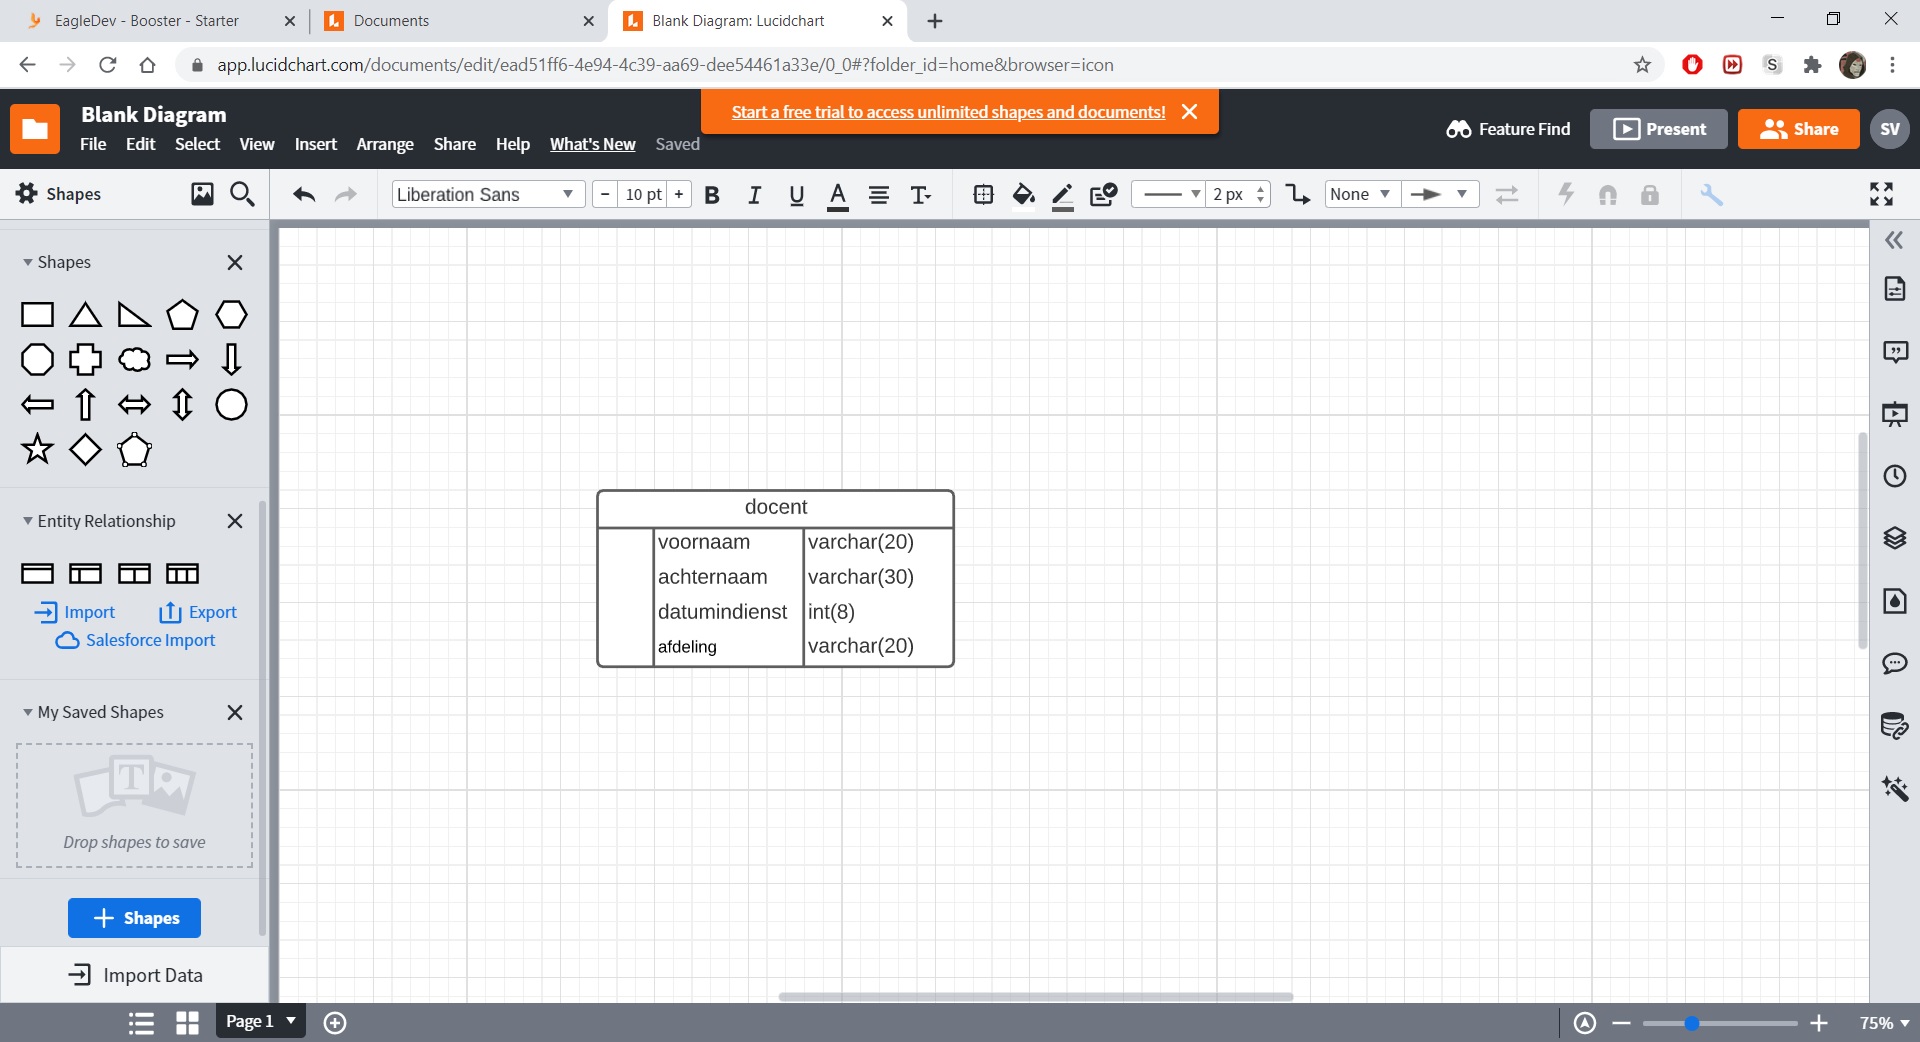 EagleDev - Booster - Starter
Documents
Blank Diagram: Lucidchart
app.lucidchart.com/documents/edit/ead51ff6-4e94-4c39-aa69-dee54461a33e/0_0#?folder_id=home&browser=icon
S
Blank Diagram
Start a free trial to access unlimited shapes and documents!
File Edit Select View Insert Arrange Share Help What's New Saved
Feature Find
Present
Share
SV
Shapes
Liberation Sans
- 10 pt +
B I U A T
2 px
None
Shapes
Entity Relationship
Import
Export
Salesforce Import
My Saved Shapes
T
Drop shapes to save
+ Shapes
Import Data
docent
voornaam varchar(20)
achternaam varchar(30)
datumindienst int(8)
afdeling varchar(20)
Page 1
75%